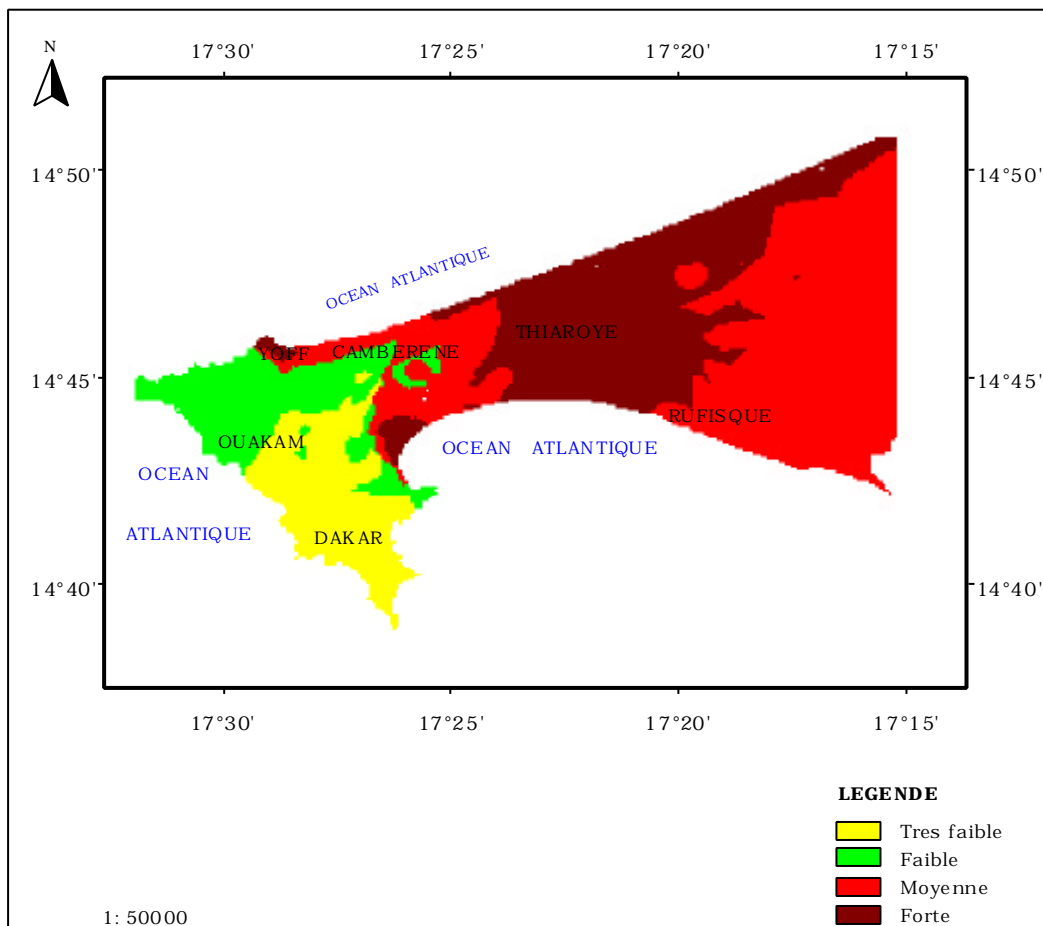 N
17°30' 17°25' 17°20' 17°15'
14°50' 14°50'
OCEAN ATLANTIQUE
THIAROYE
YOFF CAMBERENE
14°45' 14°45'
RUFISQUE
OUAKAM
OCEAN ATLANTIQUE
OCEAN
ATLANTIQUE
DAKAR
14°40' 14°40'
17°30' 17°25' 17°20' 17°15'
LEGENDE
Tres faible
Faible
Moyenne
Forte
1: 50000